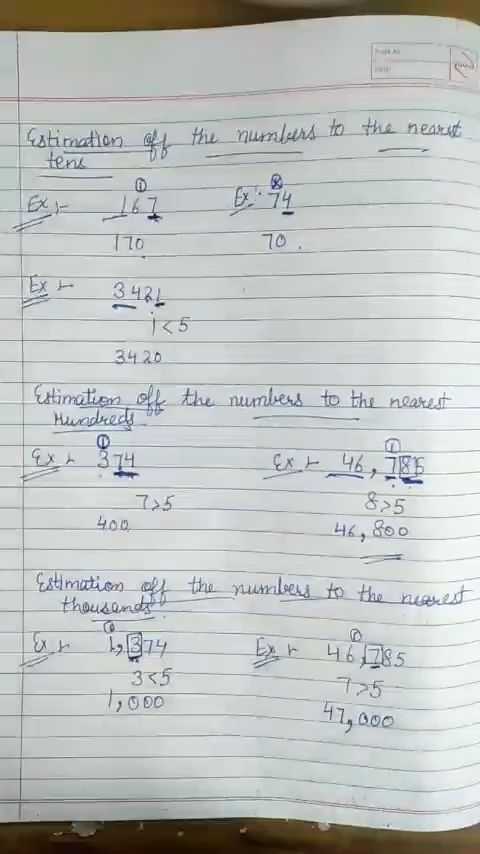 Estimation off the numbers to the nearest
tens
① ⊗
Ex:- 167 Ex:- 74
170 70.
Ex :- 3421
1 < 5
3420
Estimation off the numbers to the nearest
Hundreds
① ①
Ex :- 374 Ex :- 46,785
7>5 8>5
400 46,800
Estimation off the numbers to the nearest
thousands
Ex :- 1,374 Ex :- 46,785
3<5 7>5
1,000 47,000